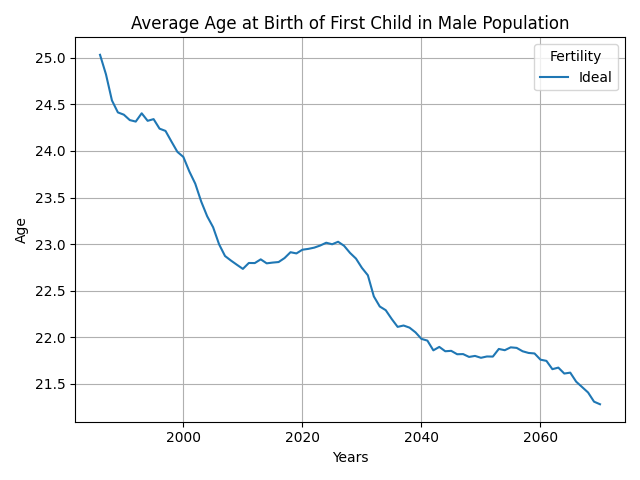 Average Age at Birth of First Child in Male Population
Fertility
Ideal
25.0
24.5
24.0
23.5
23.0
22.5
22.0
21.5
Age
2000
2020
2040
2060
Years